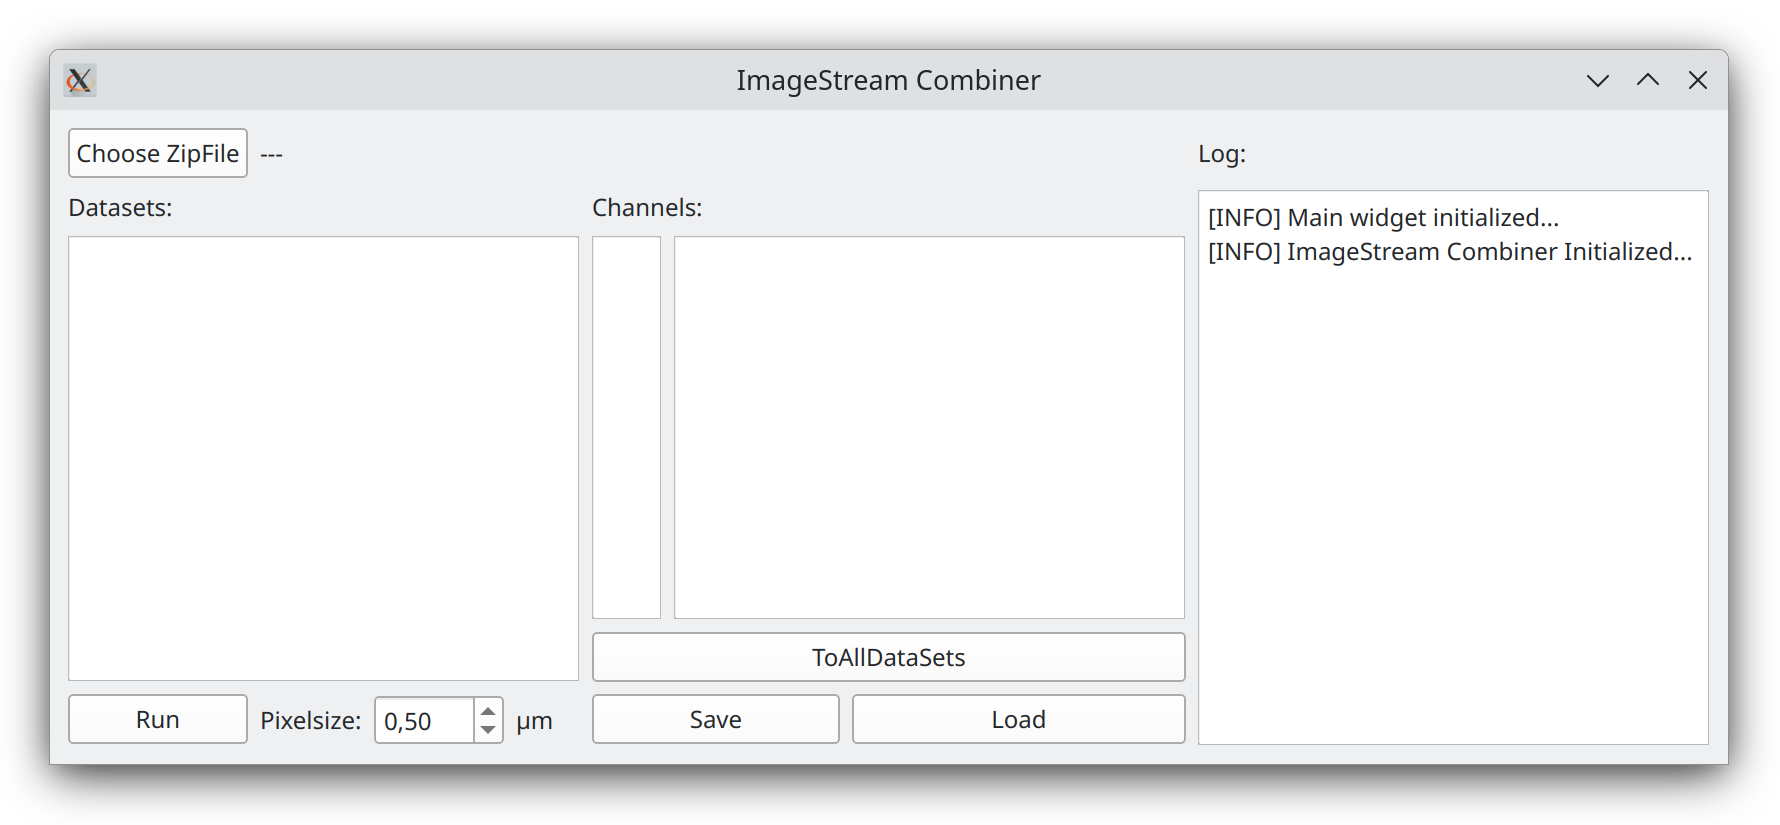 ImageStream Combiner
Choose ZipFile ---
Datasets:
Channels:
ToAllDataSets
Run Pixelsize: 0,50 µm
Save Load
Log:
[INFO] Main widget initialized...
[INFO] ImageStream Combiner Initialized...